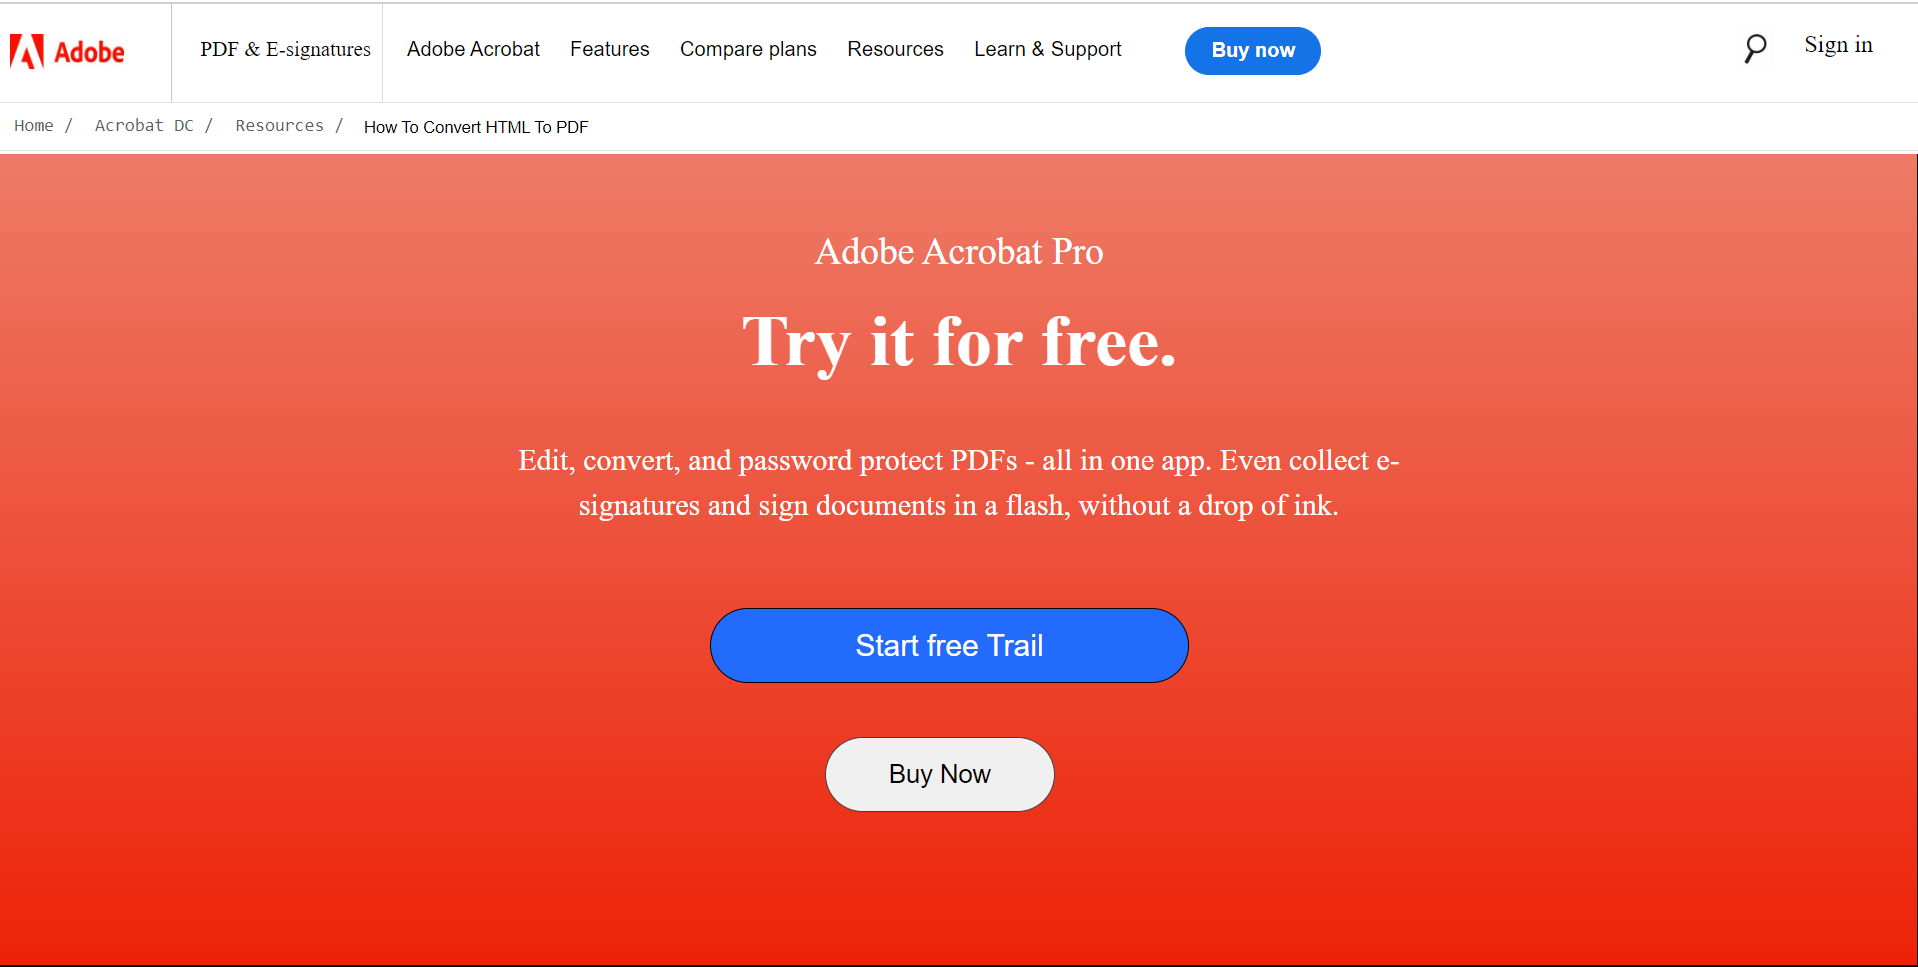 Adobe
PDF & E-signatures
Adobe Acrobat
Features
Compare plans
Resources
Learn & Support
Buy now
Sign in
Home / Acrobat DC / Resources / How To Convert HTML To PDF
Adobe Acrobat Pro
Try it for free.
Edit, convert, and password protect PDFs - all in one app. Even collect e-
signatures and sign documents in a flash, without a drop of ink.
Start free Trail
Buy Now